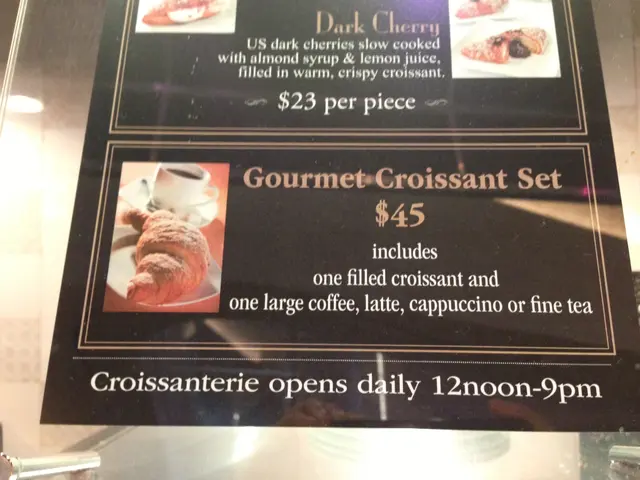 Dark Cherry
US dark cherries slow cooked
with almond syrup & lemon juice,
filled in warm, crispy croissant.
$23 per piece
Gourmet Croissant Set
$45
includes
one filled croissant and
one large coffee, latte, cappuccino or fine tea
Croissanterie opens daily 12noon-9pm